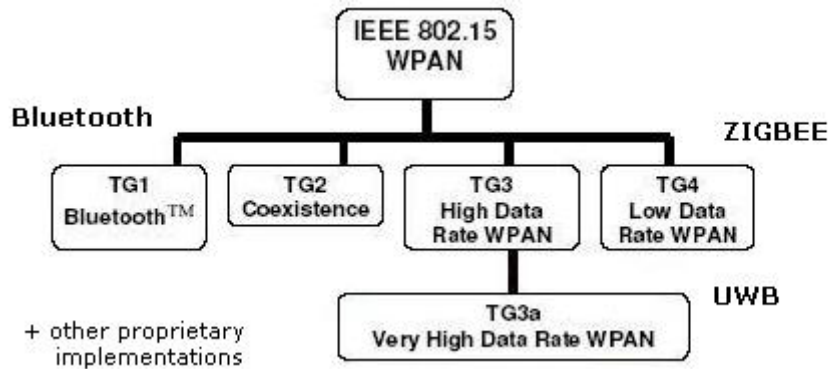 IEEE 802.15
WPAN
Bluetooth
ZIGBEE
TG1
Bluetooth™
TG2
Coexistence
TG3
High Data
Rate WPAN
TG4
Low Data
Rate WPAN
UWB
TG3a
Very High Data Rate WPAN
+ other proprietary
implementations